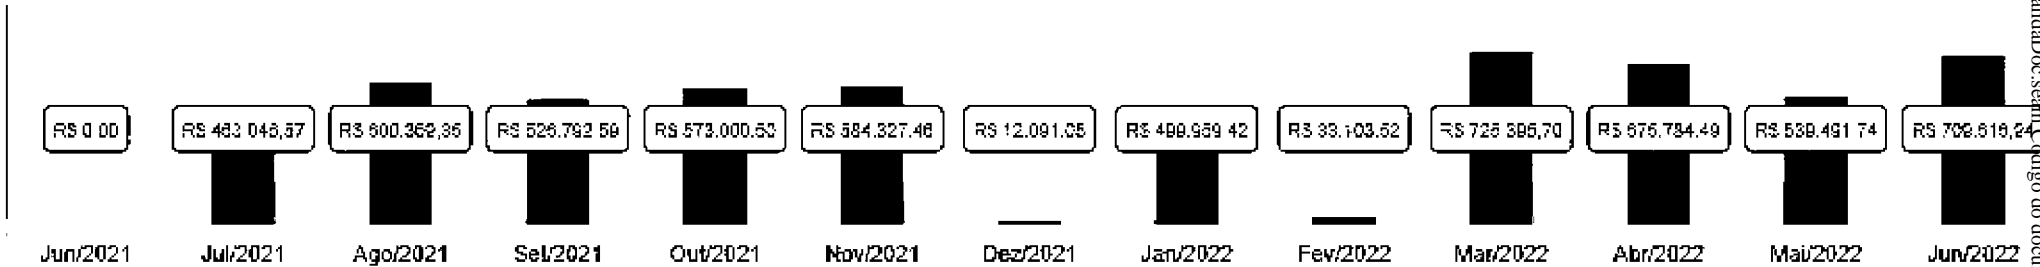 R$ 0,00 R$ 463.046,57 R$ 600.369,35 R$ 526.792,59 R$ 573.000,50 R$ 584.327,46 R$ 12.091,05 R$ 499.959,42 R$ 33.103,52 R$ 725.395,70 R$ 675.784,49 R$ 539.491,74 R$ 709.616,24
Jun/2021 Jul/2021 Ago/2021 Set/2021 Out/2021 Nov/2021 Dez/2021 Jan/2022 Fev/2022 Mar/2022 Abr/2022 Mai/2022 Jun/2022